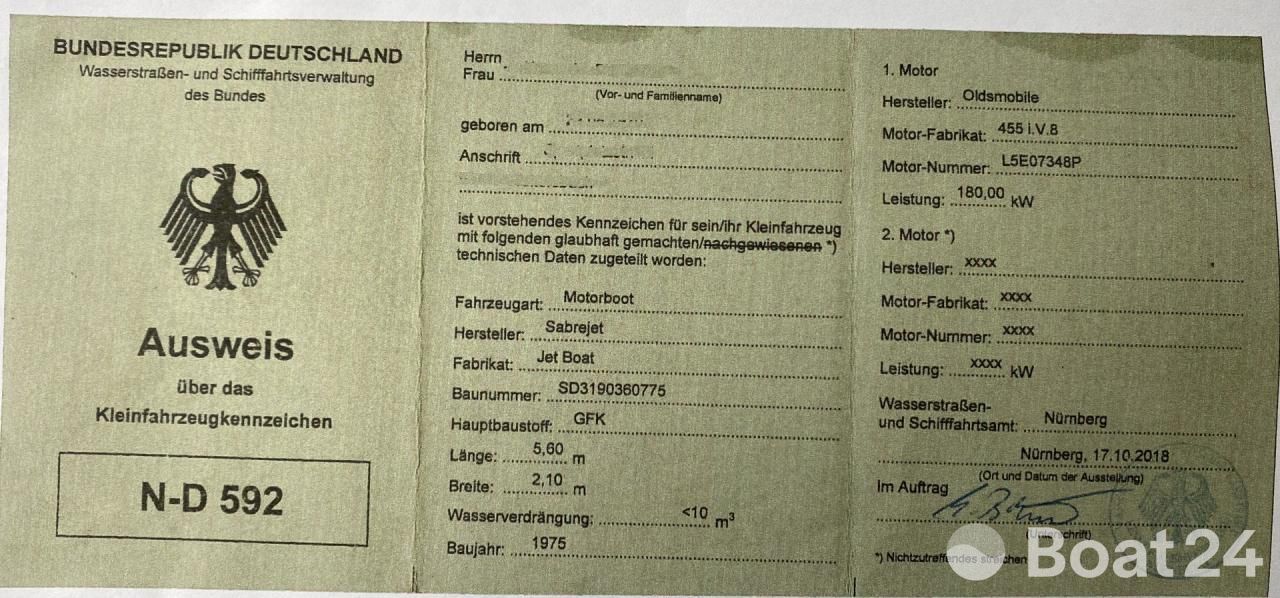 BUNDESREPUBLIK DEUTSCHLAND
Wasserstraßen- und Schifffahrtsverwaltung
des Bundes
Ausweis
über das
Kleinfahrzeugkennzeichen
N-D 592
Herrn
Frau
(Vor- und Familienname)
geboren am
Anschrift
ist vorstehendes Kennzeichen für sein/ihr Kleinfahrzeug
mit folgenden glaubhaft gemachten/nachgewiesenen *)
technischen Daten zugeteilt worden:
Fahrzeugart: Motorboot
Hersteller: Sabrejet
Fabrikat: Jet Boat
Baunummer: SD3190360775
Hauptbaustoff: GFK
Länge: 5,60 m
Breite: 2,10 m
Wasserverdrängung: <10 m³
Baujahr: 1975
1. Motor
Hersteller: Oldsmobile
Motor-Fabrikat: 455 i.V.8
Motor-Nummer: L5E07348P
Leistung: 180,00 kW
2. Motor *)
Hersteller: xxxx
Motor-Fabrikat: xxxx
Motor-Nummer: xxxx
Leistung: xxxx kW
Wasserstraßen-
und Schifffahrtsamt: Nürnberg
Nürnberg, 17.10.2018
(Ort und Datum der Ausstellung)
Im Auftrag
(Unterschrift)
*) Nichtzutreffendes streichen
Boat24